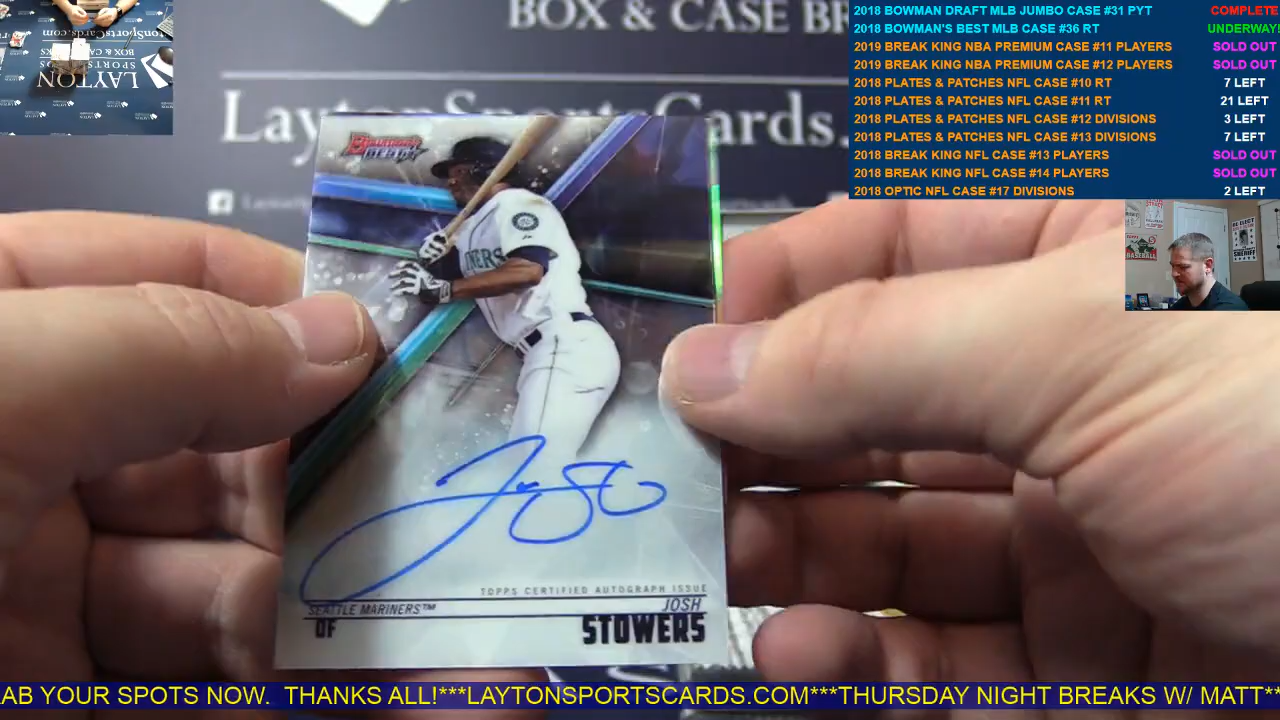 BOX & CASE BR
LaytonSportsCards.
2018 BOWMAN DRAFT MLB JUMBO CASE #31 PYT COMPLETE
2018 BOWMAN'S BEST MLB CASE #36 RT UNDERWAY!
2019 BREAK KING NBA PREMIUM CASE #11 PLAYERS SOLD OUT
2019 BREAK KING NBA PREMIUM CASE #12 PLAYERS SOLD OUT
2018 PLATES & PATCHES NFL CASE #10 RT 7 LEFT
2018 PLATES & PATCHES NFL CASE #11 RT 21 LEFT
2018 PLATES & PATCHES NFL CASE #12 DIVISIONS 3 LEFT
2018 PLATES & PATCHES NFL CASE #13 DIVISIONS 7 LEFT
2018 BREAK KING NFL CASE #13 PLAYERS SOLD OUT
2018 BREAK KING NFL CASE #14 PLAYERS SOLD OUT
2018 OPTIC NFL CASE #17 DIVISIONS 2 LEFT
LAYTON
SPORTS CARDS
BOX & CA
TOPPS CERTIFIED AUTOGRAPH ISSUE
SEATTLE MARINERS™ JOSH
OF STOWERS
AB YOUR SPOTS NOW. THANKS ALL!***LAYTONSPORTSCARDS.COM***THURSDAY NIGHT BREAKS W/ MATT**